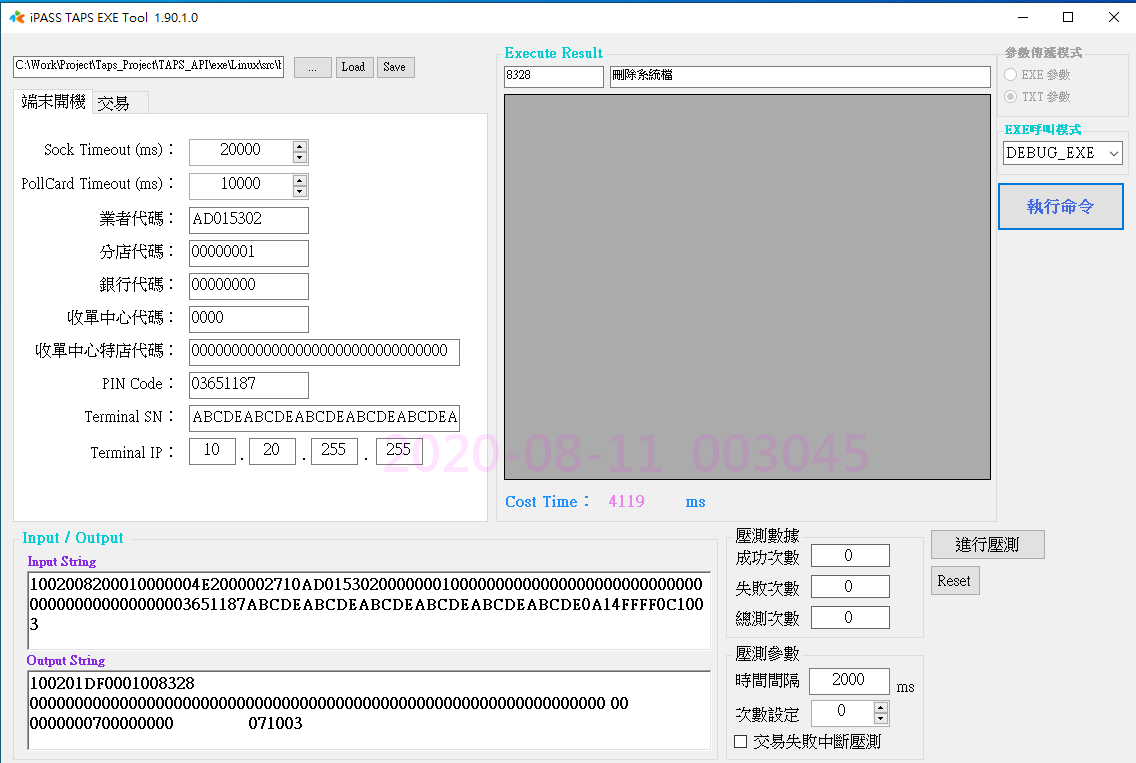 iPASS TAPS EXE Tool 1.90.1.0
C:\Work\Project\Taps_Project\TAPS_API\exe\Linux\src\
...
Load
Save
端末開機
交易
Sock Timeout (ms)： 20000
PollCard Timeout (ms)： 10000
業者代碼： AD015302
分店代碼： 00000001
銀行代碼： 00000000
收單中心代碼： 0000
收單中心特店代碼：
PIN Code： 03651187
Terminal SN： ABCDEABCDEABCDEABCDEABCDEA
Terminal IP： 10 . 20 . 255 . 255
Execute Result
8328 刪除系統檔
2020-08-11 003045
Cost Time： 4119 ms
參數傳遞模式
EXE 參數
TXT 參數
EXE呼叫模式
DEBUG_EXE
執行命令
Input / Output
Input String
3
Output String
100201DF0001008328
0000000700000000 071003
壓測數據
成功次數 0
失敗次數 0
總測次數 0
進行壓測
Reset
壓測參數
時間間隔 2000 ms
次數設定 0
交易失敗中斷壓測